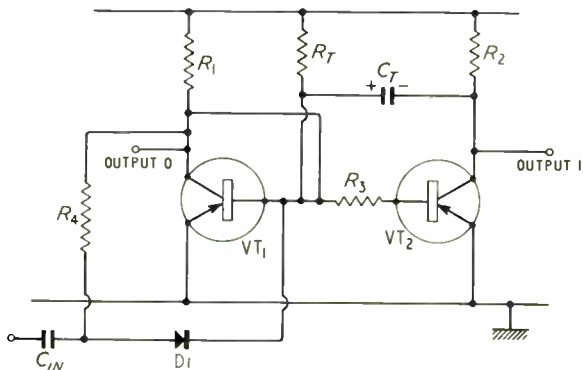 R1
RT
R2
+ CT −
OUTPUT 0
OUTPUT 1
R4
R3
VT1
VT2
CIN
D1